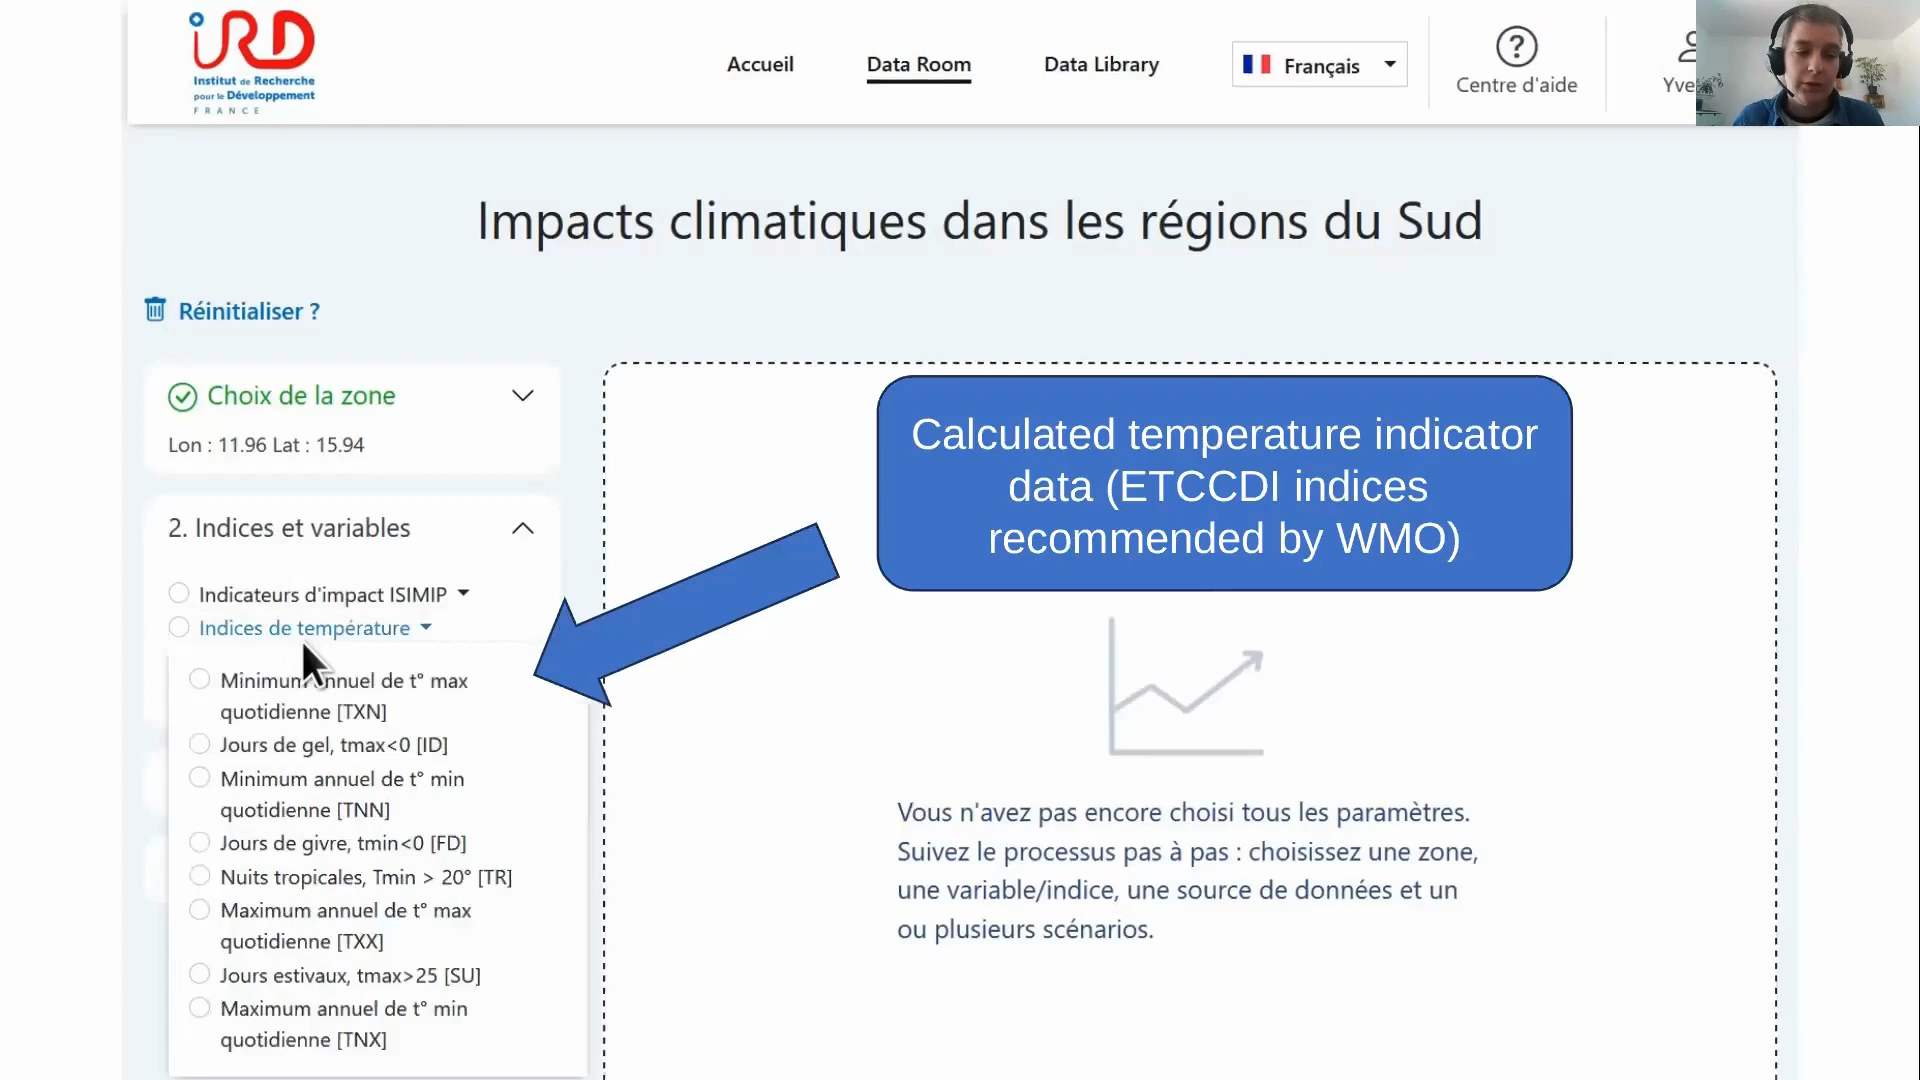 iRD
Institut de Recherche
pour le Développement
FRANCE
Accueil
Data Room
Data Library
Français
?
Centre d'aide
Impacts climatiques dans les régions du Sud
Réinitialiser ?
Choix de la zone
Lon : 11.96 Lat : 15.94
2. Indices et variables
Indicateurs d'impact ISIMIP
Indices de température
Minimum annuel de t° max
quotidienne [TXN]
Jours de gel, tmax<0 [ID]
Minimum annuel de t° min
quotidienne [TNN]
Jours de givre, tmin<0 [FD]
Nuits tropicales, Tmin > 20° [TR]
Maximum annuel de t° max
quotidienne [TXX]
Jours estivaux, tmax>25 [SU]
Maximum annuel de t° min
quotidienne [TNX]
Calculated temperature indicator
data (ETCCDI indices
recommended by WMO)
Vous n'avez pas encore choisi tous les paramètres.
Suivez le processus pas à pas : choisissez une zone,
une variable/indice, une source de données et un
ou plusieurs scénarios.